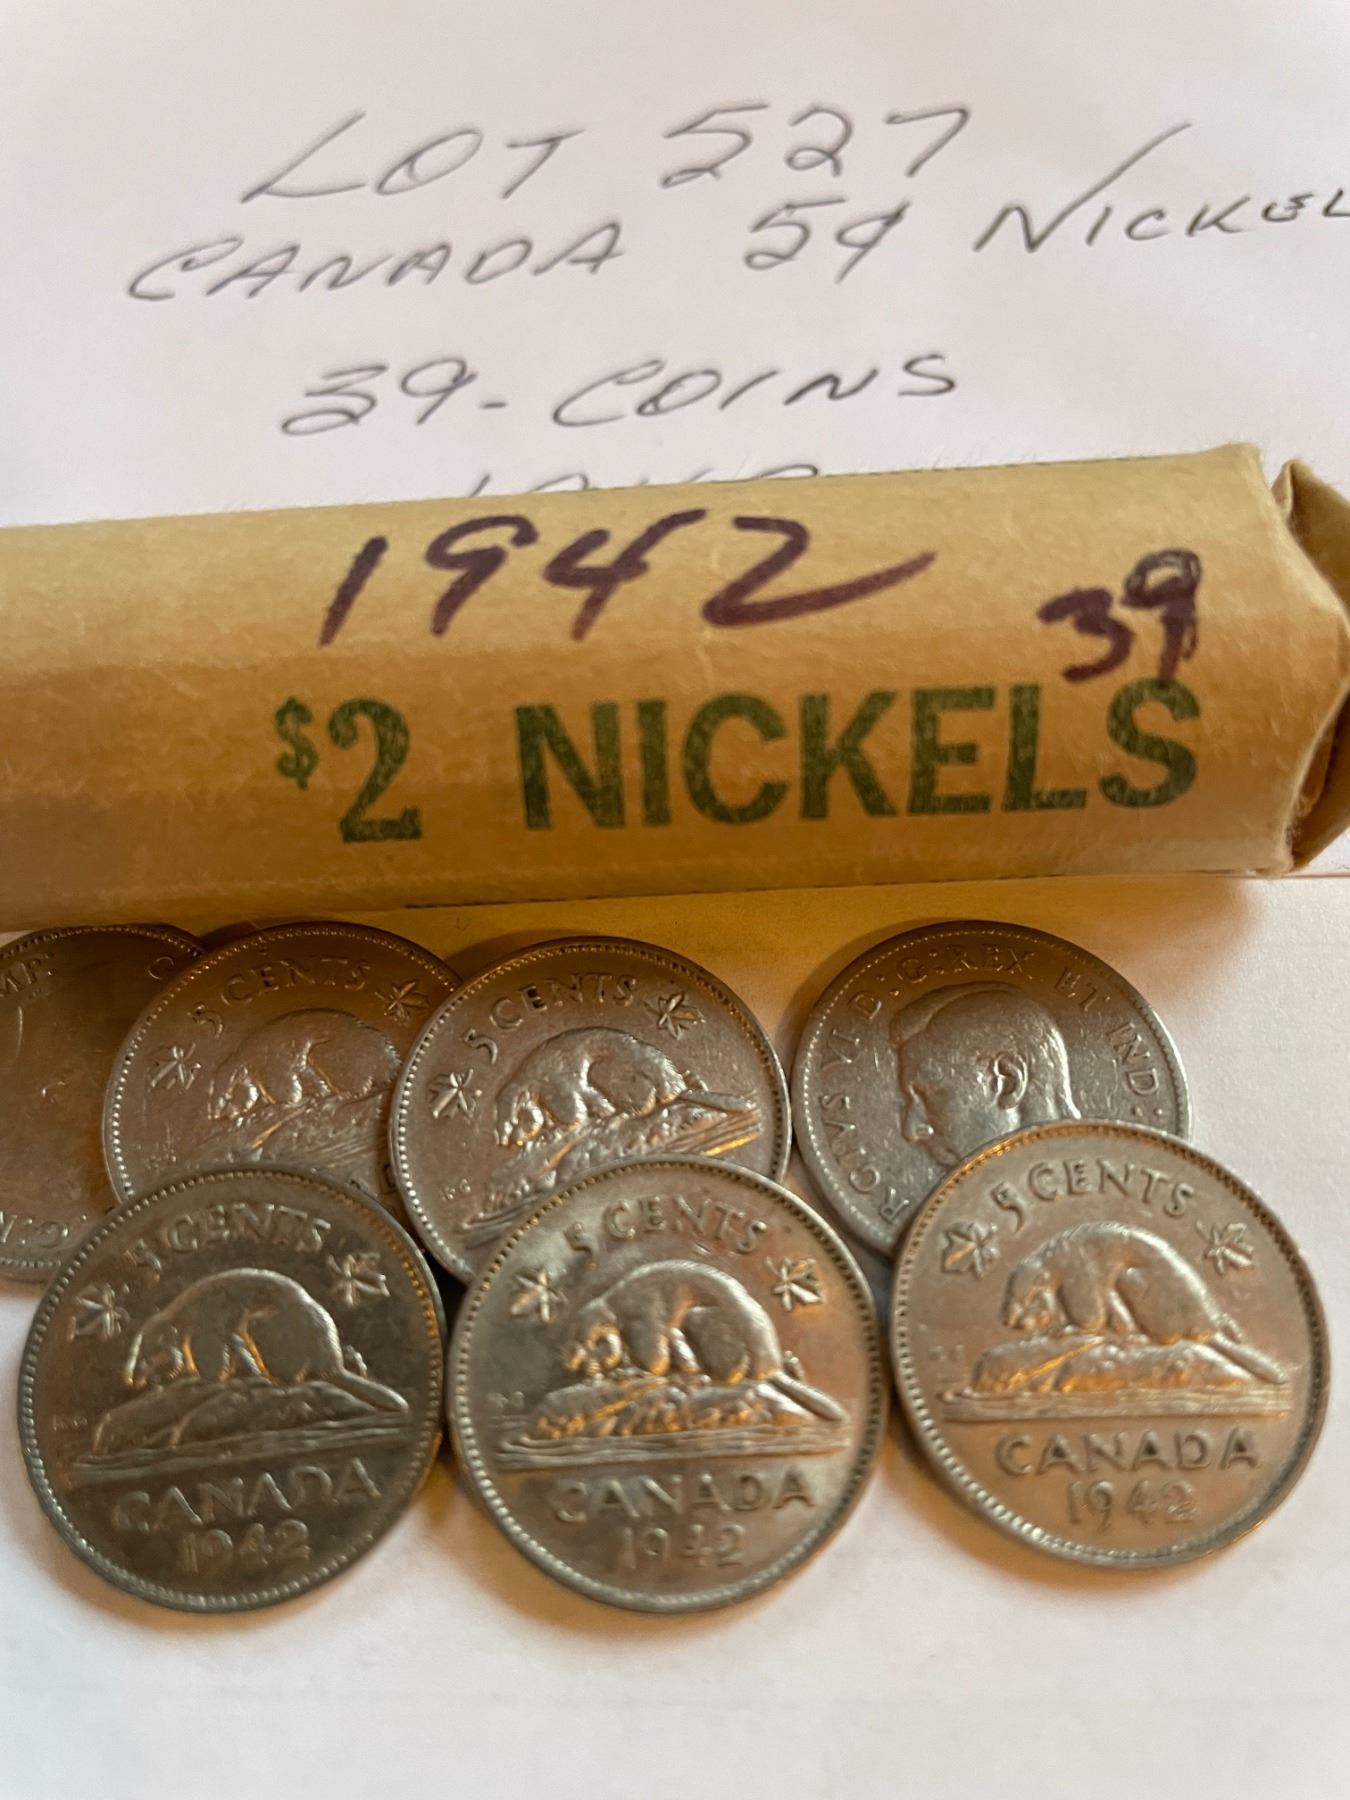 LOT 527
CANADA 5¢ NICKEL
39-COINS
1942
39
$2 NICKELS
5 CENTS
5 CENTS
RGIVS VI D:G:REX ET IND:
5 CENTS
CANADA
1942
5 CENTS
CANADA
1942
5 CENTS
CANADA
1942